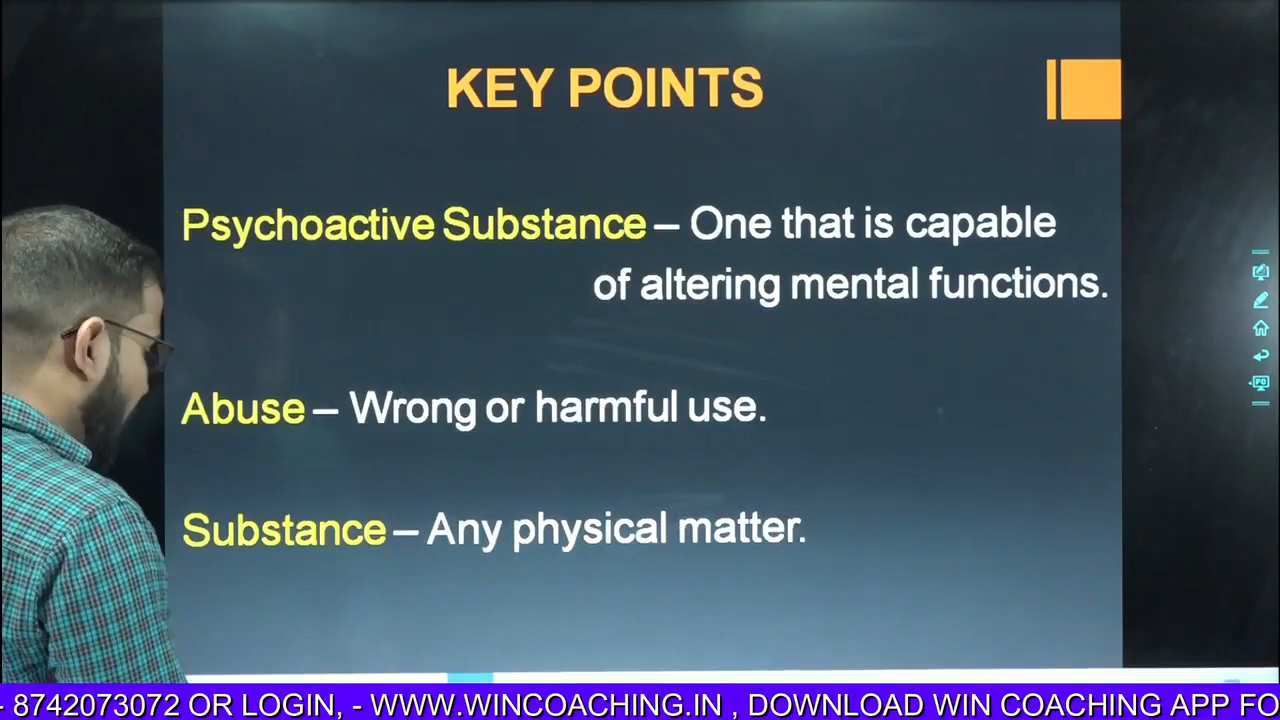 KEY POINTS
Psychoactive Substance – One that is capable
of altering mental functions.
Abuse – Wrong or harmful use.
Substance – Any physical matter.
- 8742073072 OR LOGIN, - WWW.WINCOACHING.IN , DOWNLOAD WIN COACHING APP FO